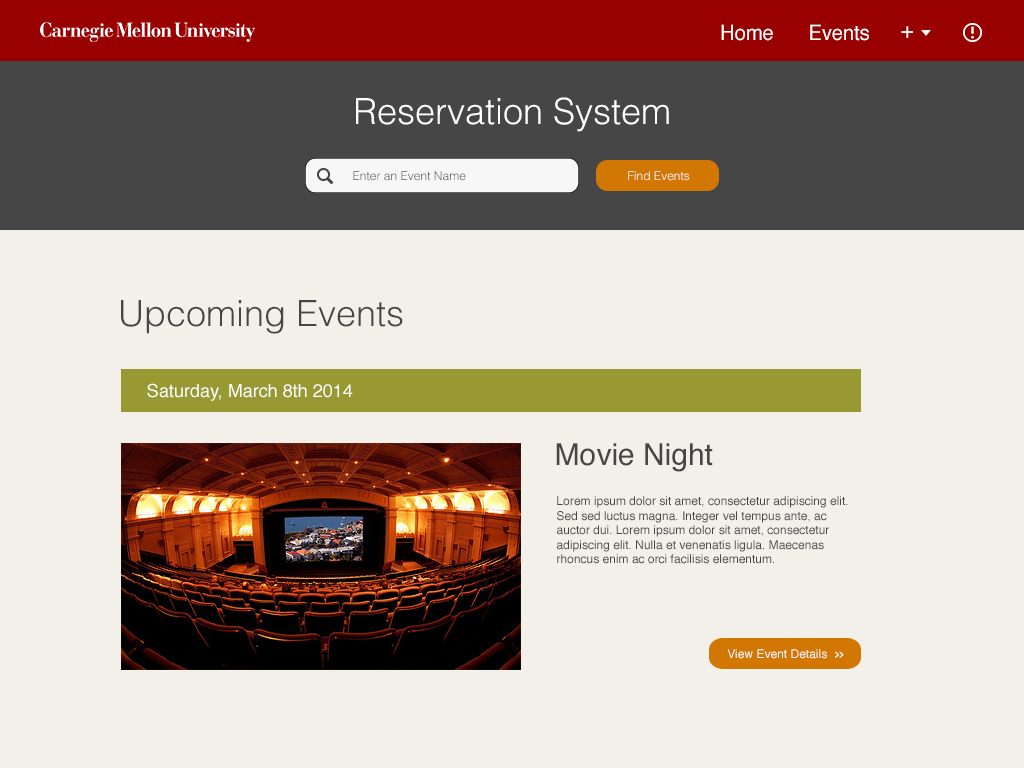 Carnegie Mellon University
Home Events +
Reservation System
Enter an Event Name
Find Events
Upcoming Events
Saturday, March 8th 2014
Movie Night
Lorem ipsum dolor sit amet, consectetur adipiscing elit.
Sed sed luctus magna. Integer vel tempus ante, ac
auctor dui. Lorem ipsum dolor sit amet, consectetur
adipiscing elit. Nulla et venenatis ligula. Maecenas
rhoncus enim ac orci facilisis elementum.
View Event Details »